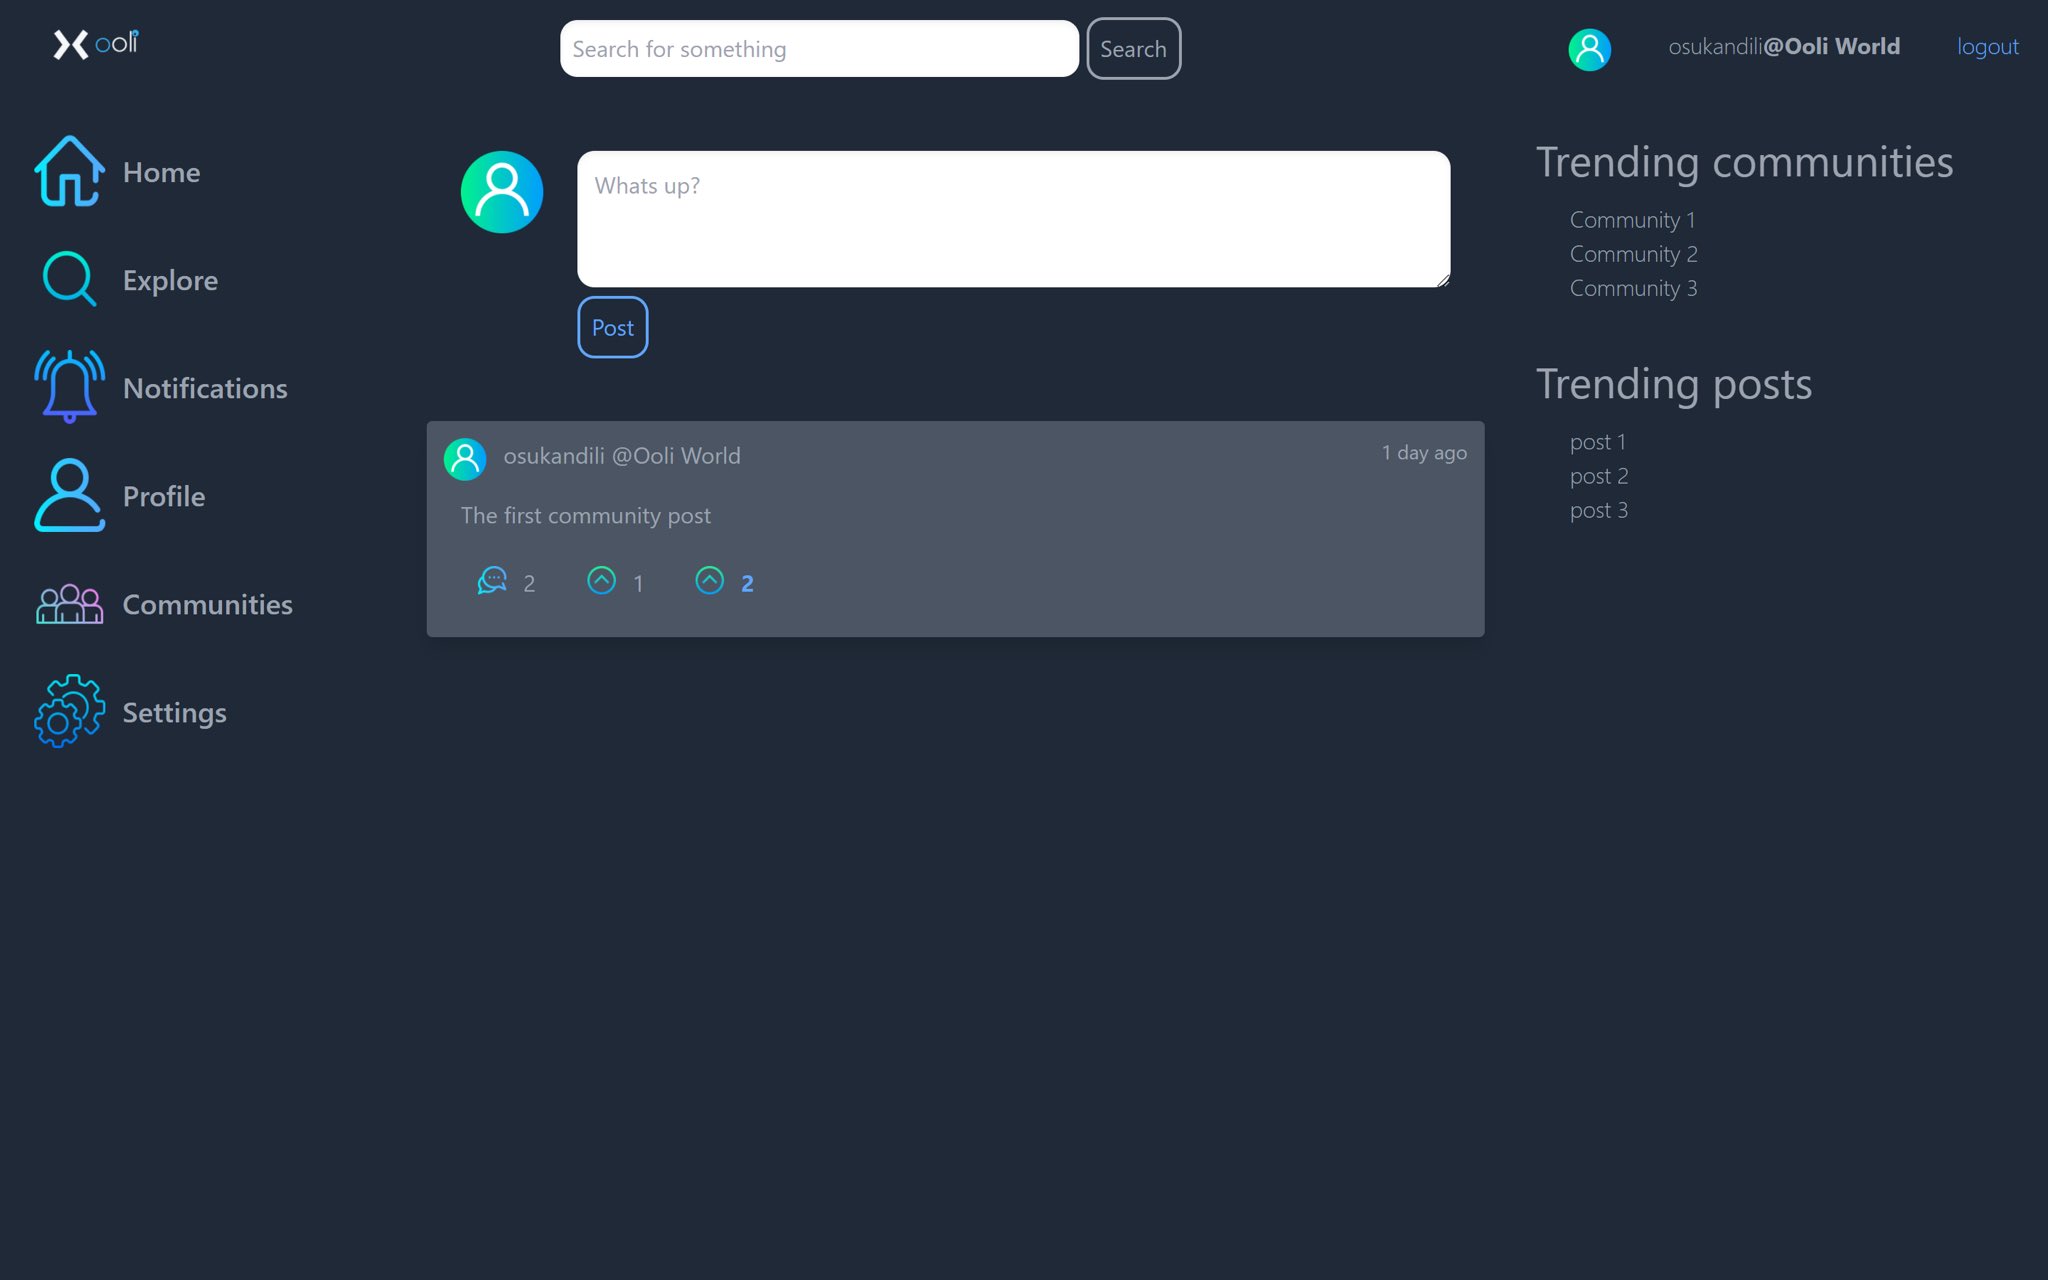 ooli
Search for something
Search
osukandili@Ooli World
logout
Home
Explore
Notifications
Profile
Communities
Settings
Whats up?
Post
osukandili @Ooli World
1 day ago
The first community post
2 1 2
Trending communities
Community 1
Community 2
Community 3
Trending posts
post 1
post 2
post 3